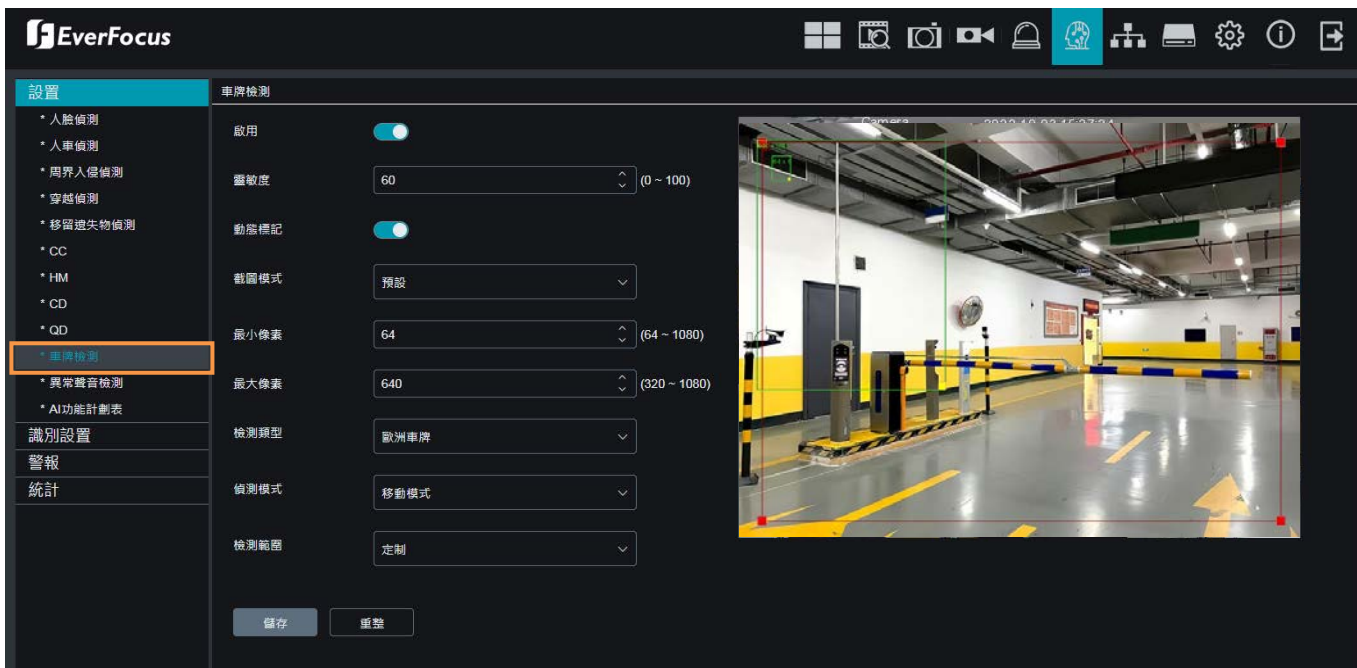 EverFocus
設置
* 人臉偵測
* 人車偵測
* 周界入侵偵測
* 穿越偵測
* 移留遺失物偵測
* CC
* HM
* CD
* QD
* 車牌檢測
* 異常聲音檢測
* AI功能計劃表
識別設置
警報
統計
車牌檢測
啟用
靈敏度 60 (0 ~ 100)
動態標記
截圖模式 預設
最小像素 64 (64 ~ 1080)
最大像素 640 (320 ~ 1080)
檢測類型 歐洲車牌
偵測模式 移動模式
檢測範圍 定制
儲存 重整
Camera